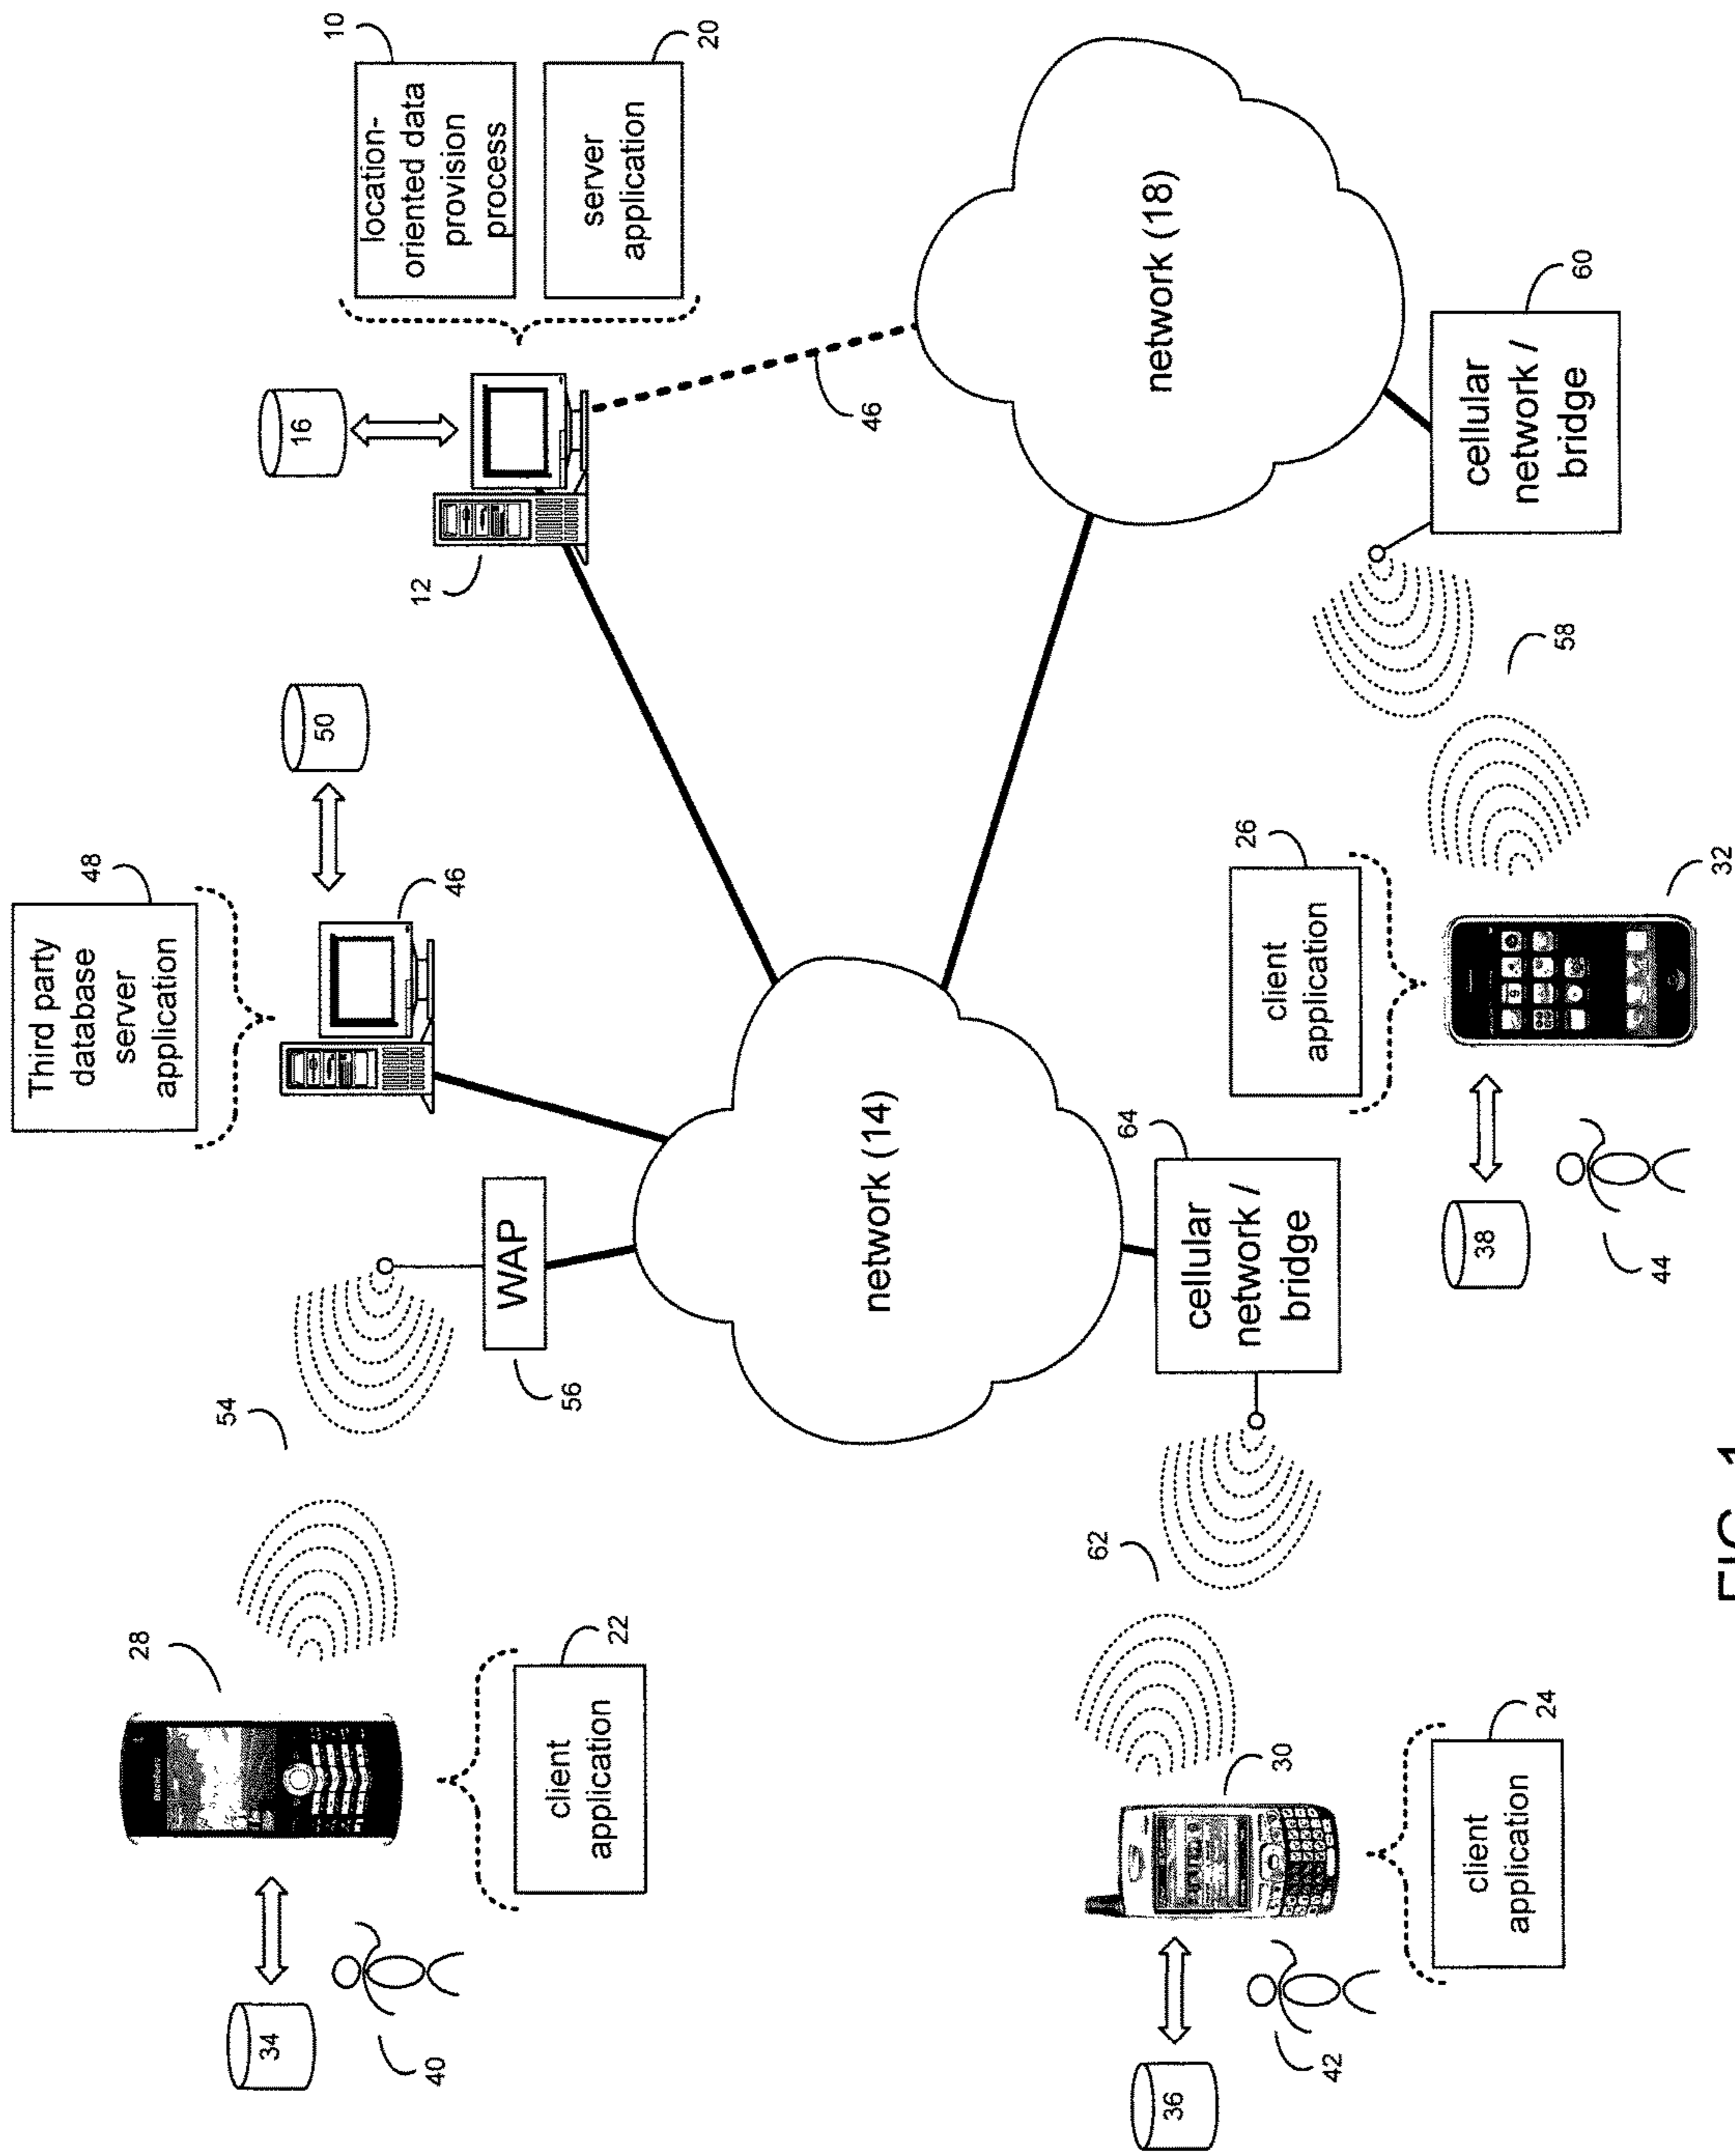 Third party
database
server
application
48
28
54
34
50
16
10
location-
oriented data
provision
process
40
46
12
WAP
56
client
application
22
server
application
20
network (14)
46
network (18)
62
64
36
30
42
cellular
network /
bridge
26
client
application
38
44
cellular
network /
bridge
60
58
client
application
24
32
FIG. 1